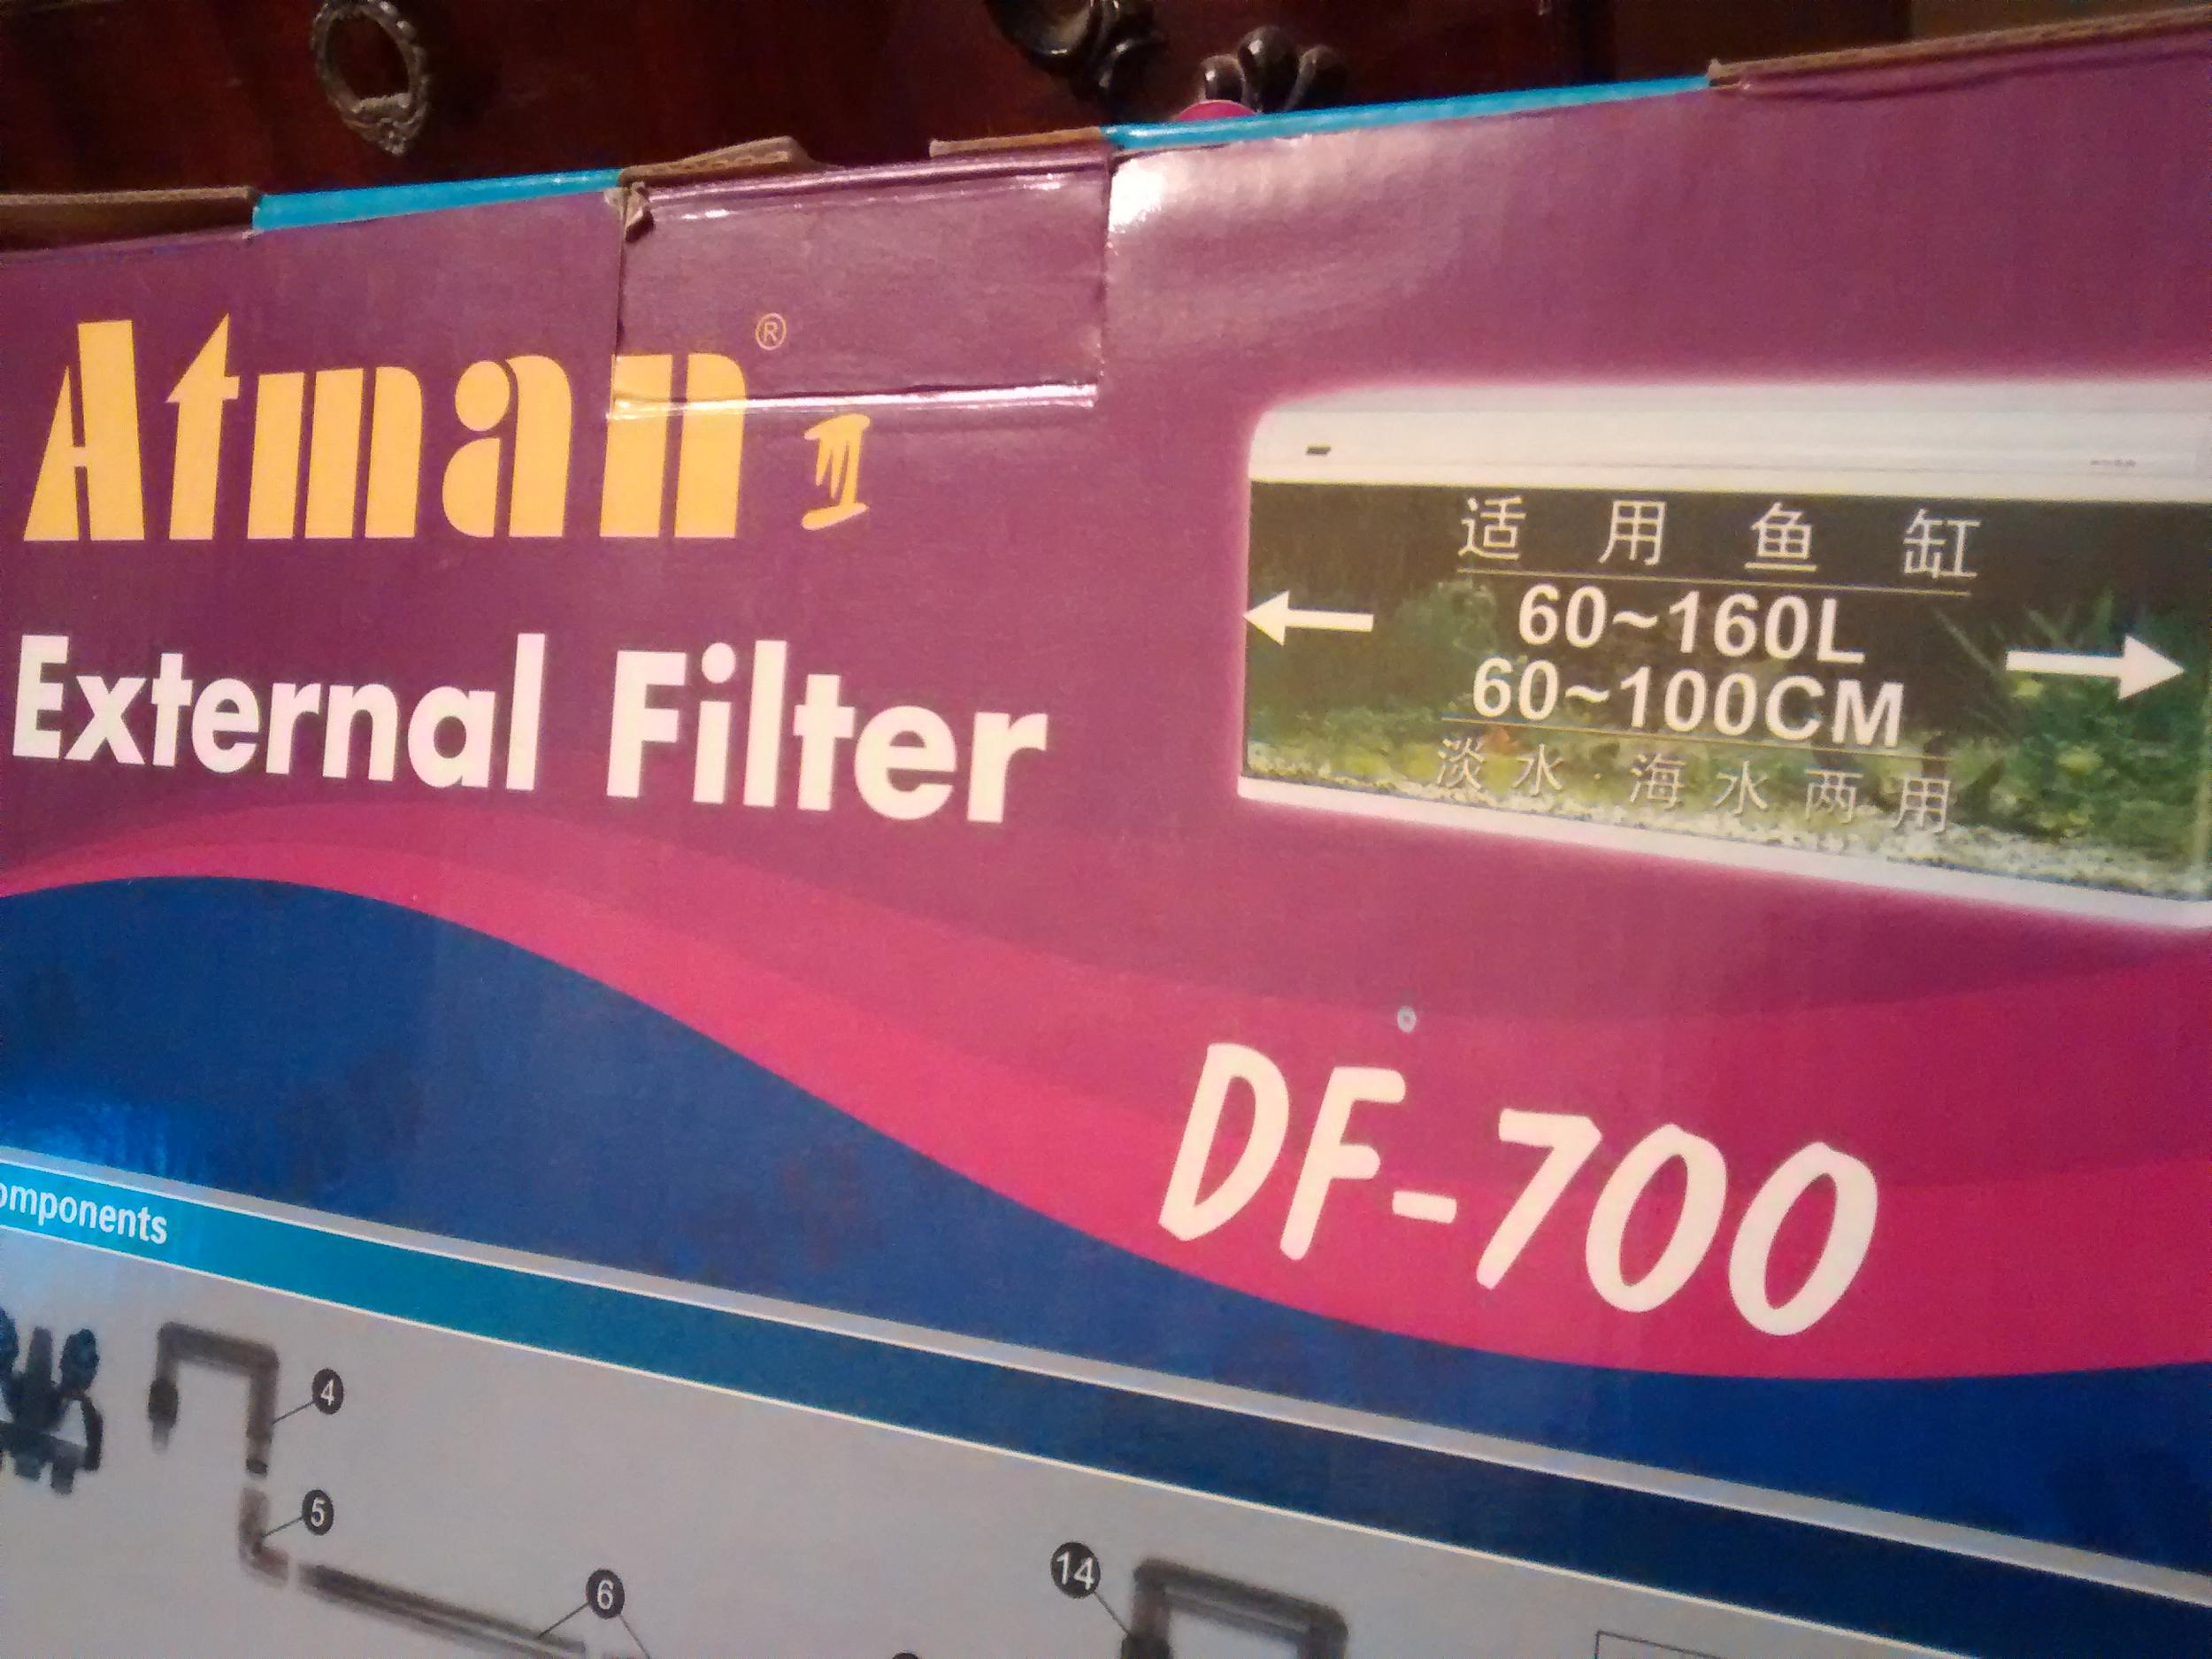 Atman®
External Filter
适用鱼缸
60~160L
60~100CM
淡水·海水两用
DF-700
omponents
4
5
6
14